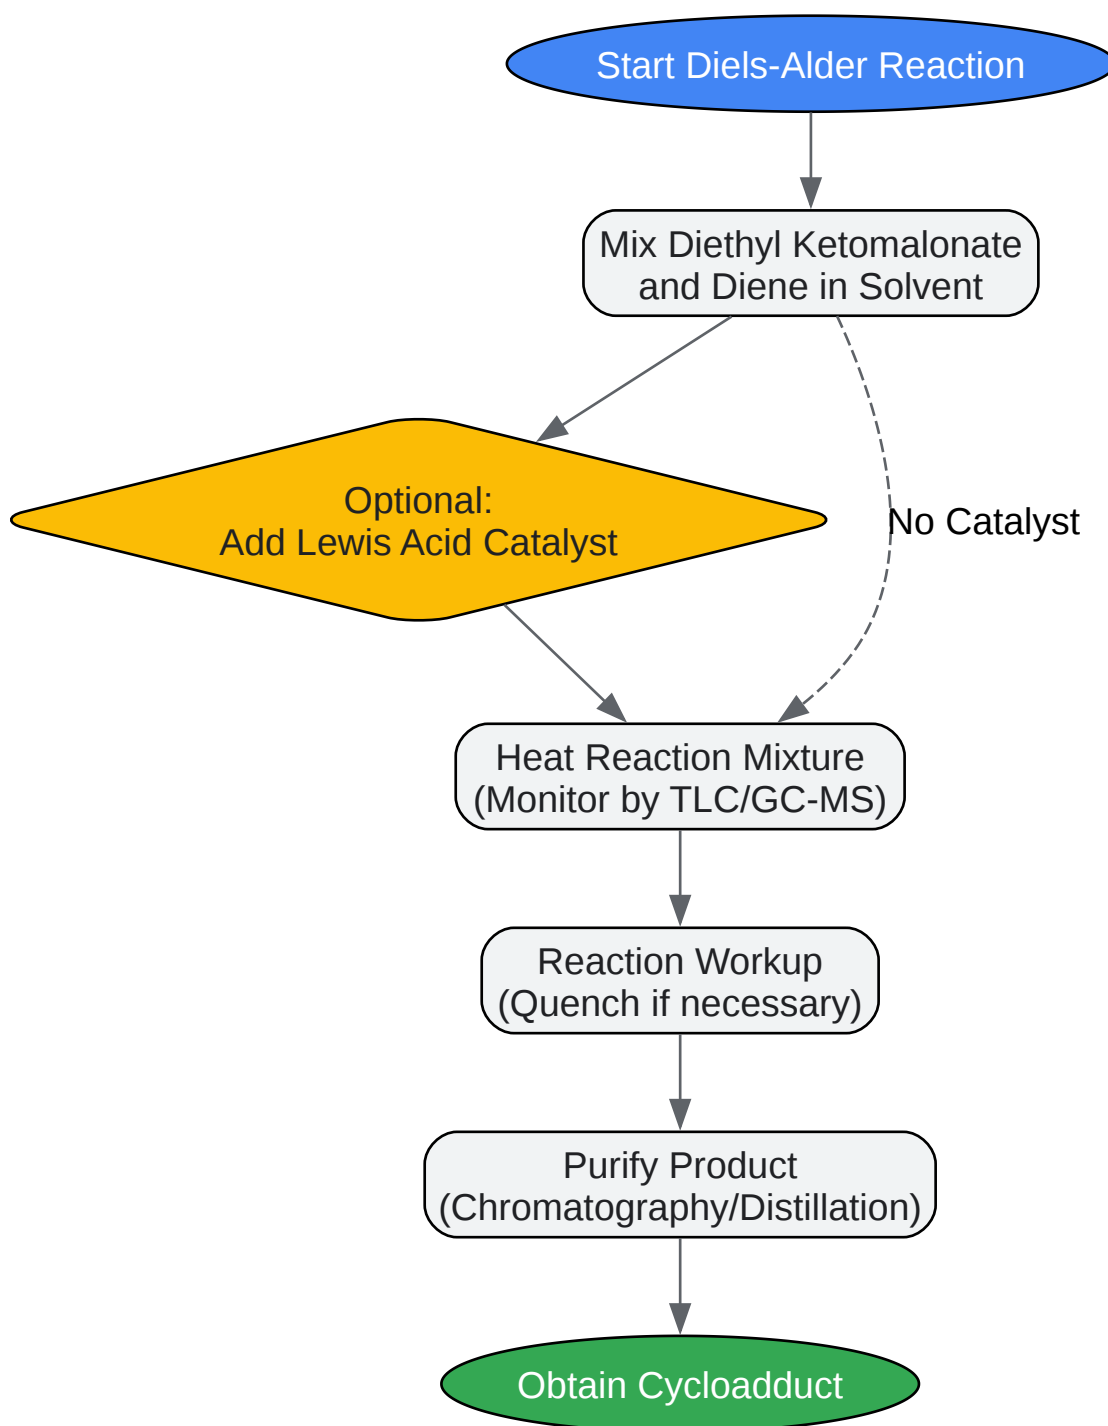 Start Diels-Alder Reaction
Mix Diethyl Ketomalonate
and Diene in Solvent
Optional:
Add Lewis Acid Catalyst
No Catalyst
Heat Reaction Mixture
(Monitor by TLC/GC-MS)
Reaction Workup
(Quench if necessary)
Purify Product
(Chromatography/Distillation)
Obtain Cycloadduct